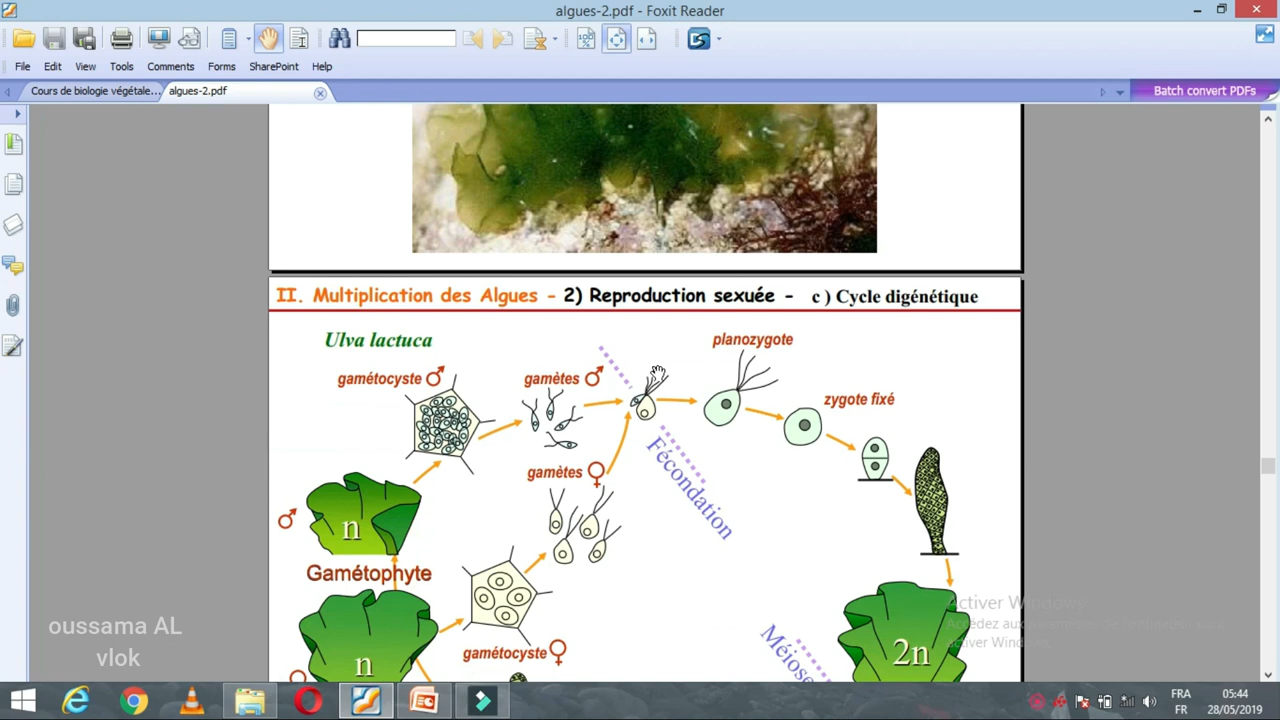 algues-2.pdf - Foxit Reader
File Edit View Tools Comments Forms SharePoint Help
Cours de biologie végétale... algues-2.pdf Batch convert PDFs
II. Multiplication des Algues - 2) Reproduction sexuée - c ) Cycle digénétique
Ulva lactuca
planozygote
gamétocyste ♂
gamètes ♂
zygote fixé
gamètes ♀
Fécondation
n
♂
Gamétophyte
gamétocyste ♀
n
Méiose
2n
Activer Windows
oussama AL
vlok
FRA
FR
05:44
28/05/2019